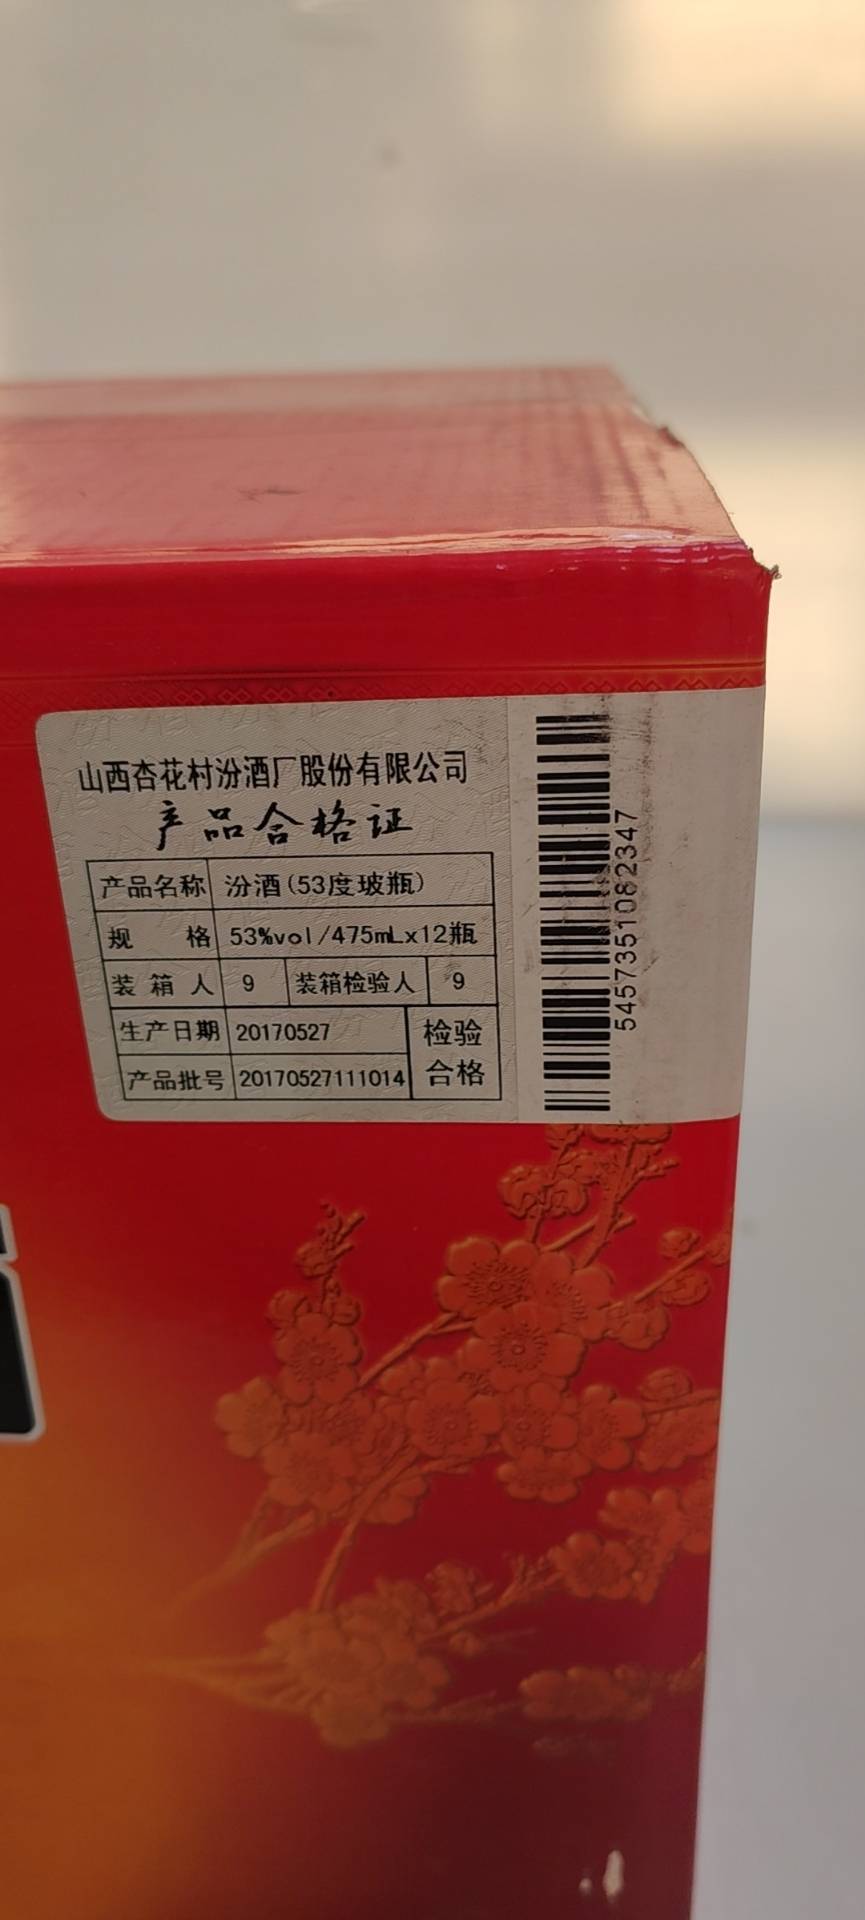 山西杏花村汾酒厂股份有限公司
产品合格证
产品名称 汾酒(53度玻瓶)
规 格 53%vol/475mLx12瓶
装箱人 9 装箱检验人 9
生产日期 20170527 检验
产品批号 20170527111014 合格
5457351082347